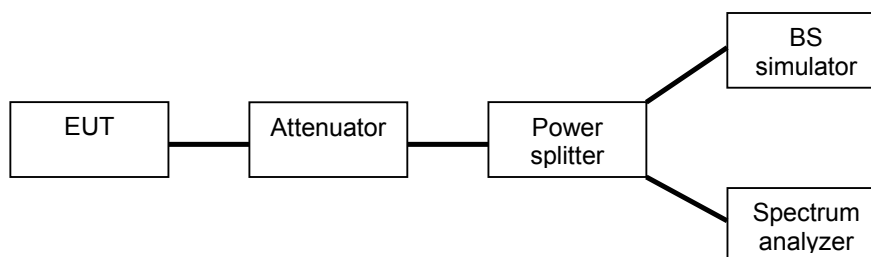 EUT
Attenuator
Power
splitter
BS
simulator
Spectrum
analyzer